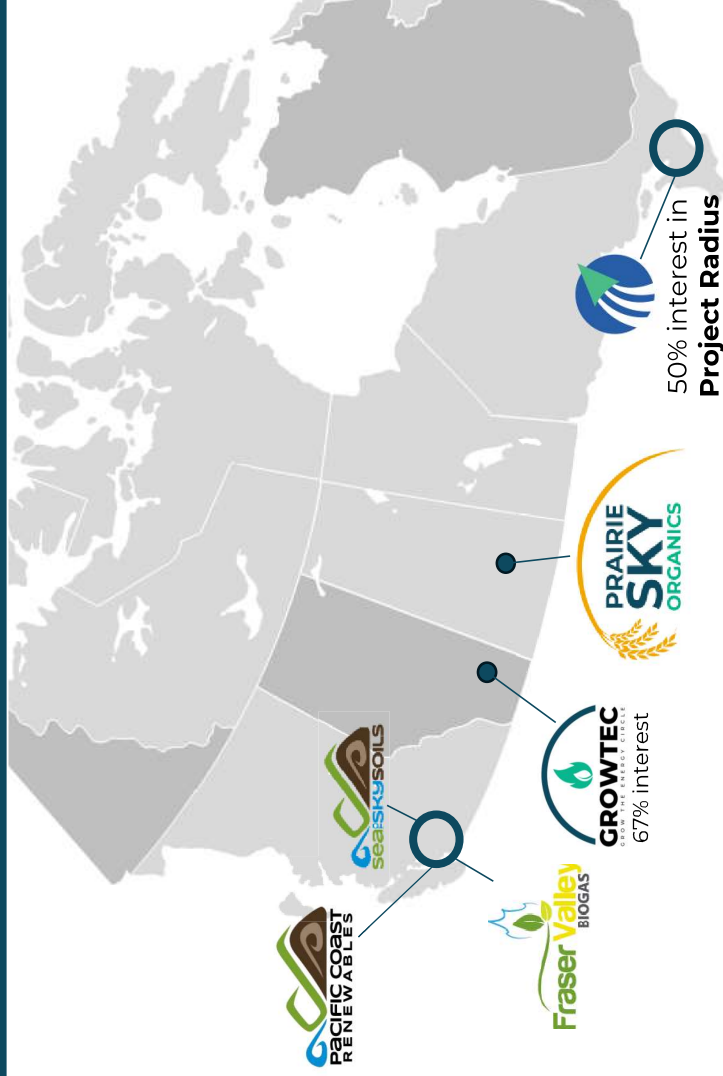 PACIFIC COAST
RENEWABLES
sea TO SKY SOILS
Fraser Valley
BIOGAS
GROWTEC
GROW THE ENERGY CIRCLE
67% interest
PRAIRIE
SKY
ORGANICS
50% interest in
Project Radius